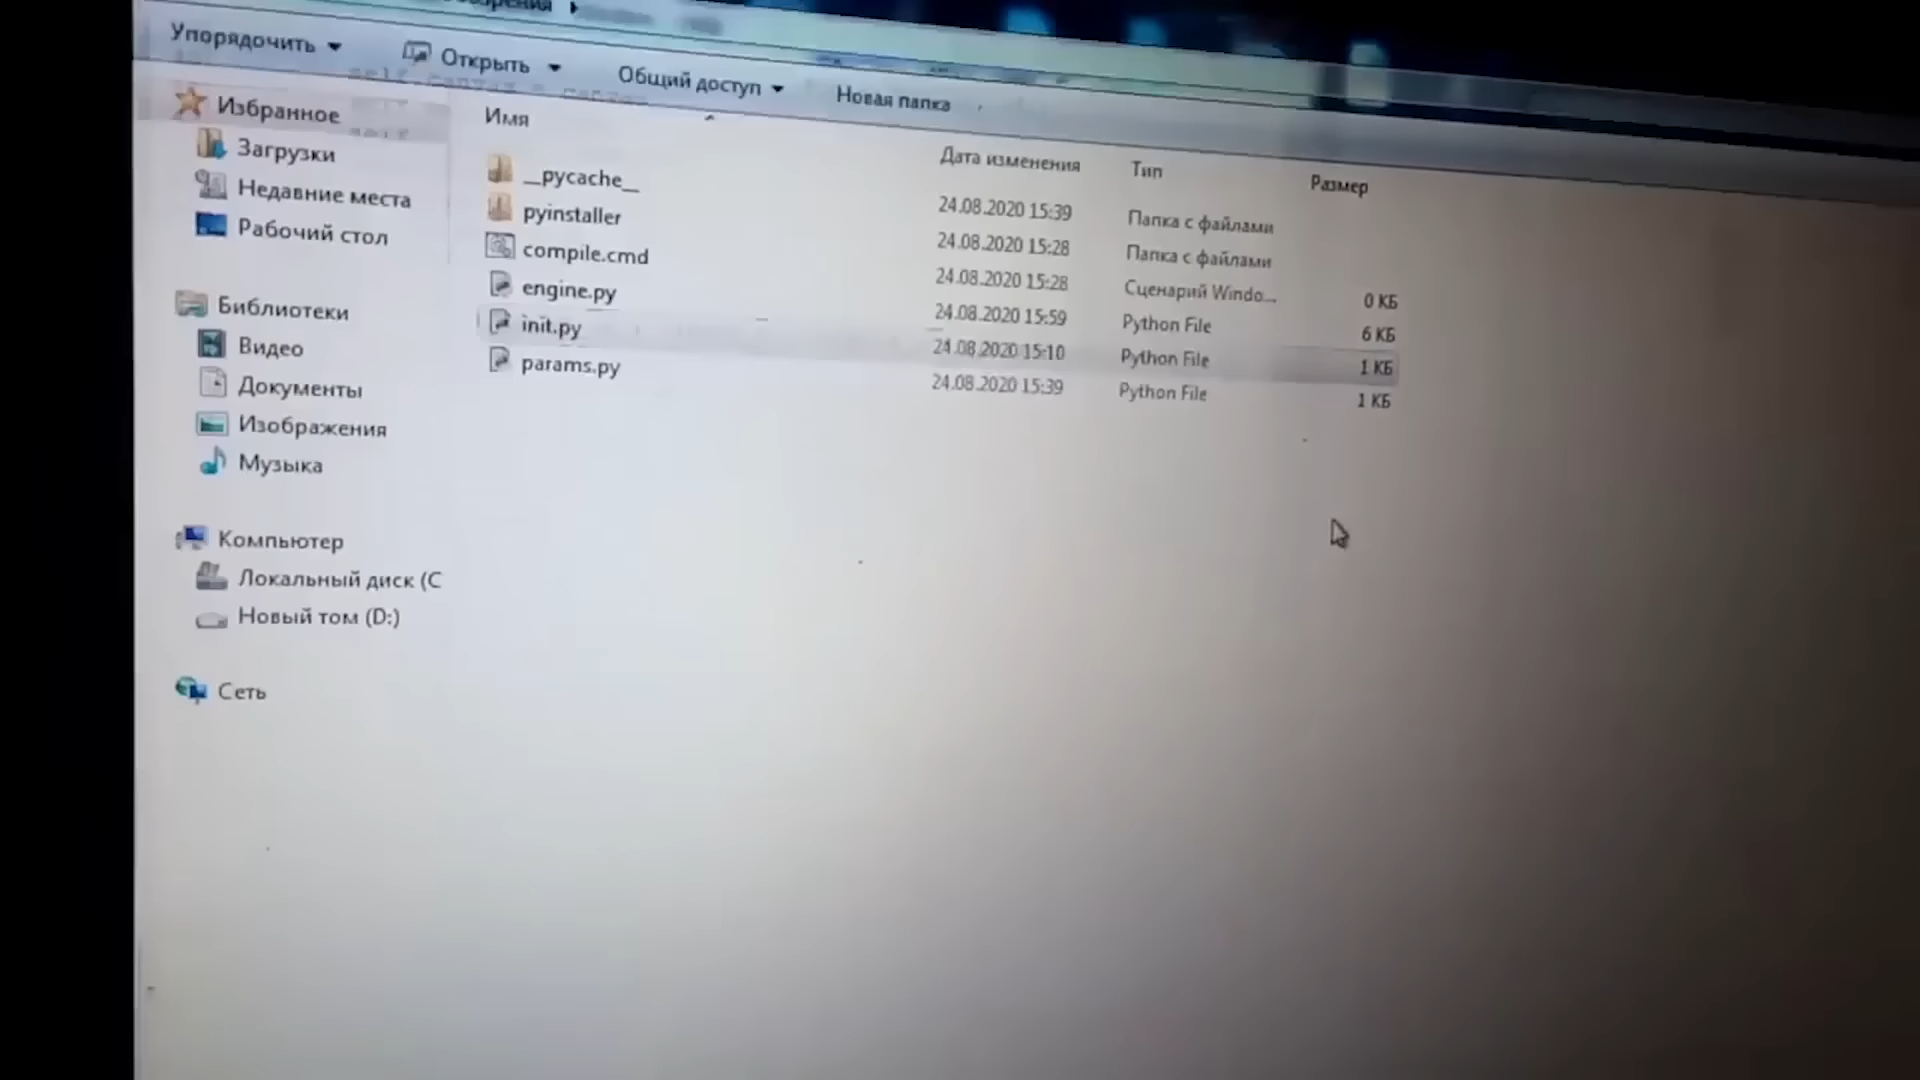 Упорядочить
Открыть
Общий доступ
Новая папка
Избранное
Загрузки
Недавние места
Рабочий стол
Библиотеки
Видео
Документы
Изображения
Музыка
Компьютер
Локальный диск (C
Новый том (D:)
Сеть
Имя Дата изменения Тип Размер
__pycache__ 24.08.2020 15:39 Папка с файлами
pyinstaller 24.08.2020 15:28 Папка с файлами
compile.cmd 24.08.2020 15:28 Сценарий Windo... 0 КБ
engine.py 24.08.2020 15:59 Python File 6 КБ
init.py 24.08.2020 15:10 Python File 1 КБ
params.py 24.08.2020 15:39 Python File 1 КБ